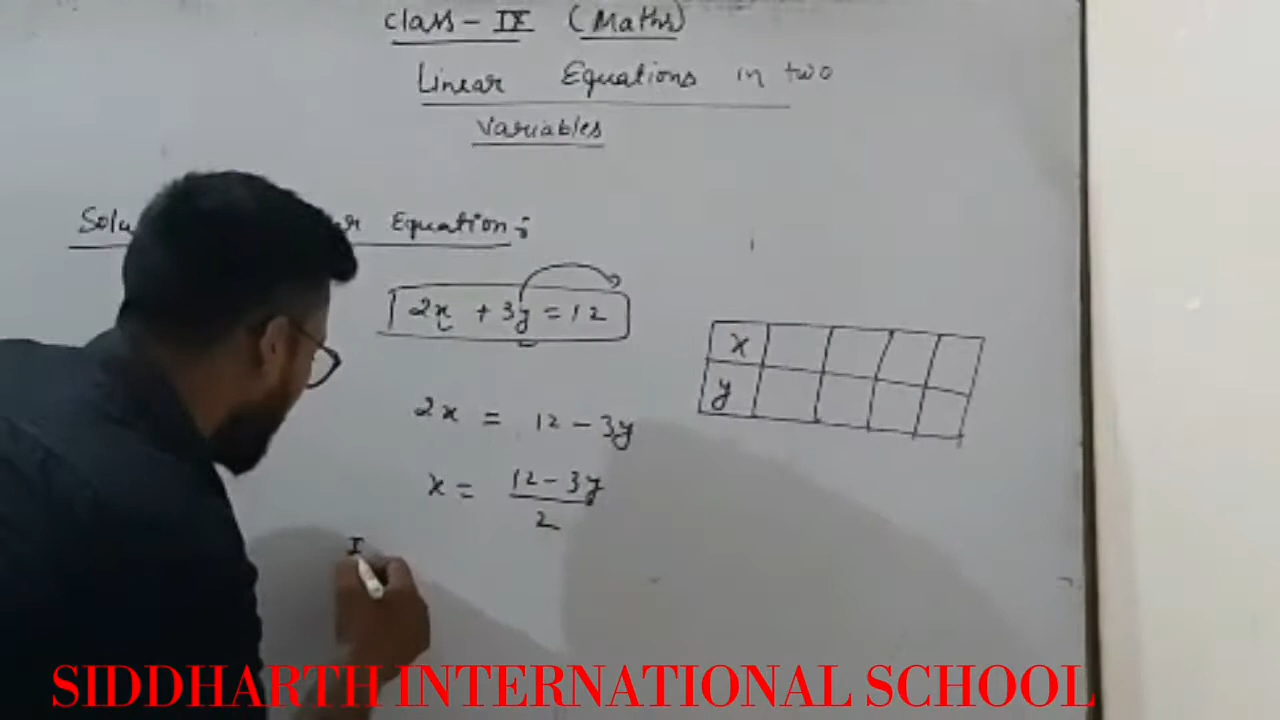 Class - IX (Maths)
Linear Equations in two
Variables
Equation :-
2x + 3y = 12
2x = 12 - 3y
x = 12 - 3y
2
x
y
I
SIDDHARTH INTERNATIONAL SCHOOL